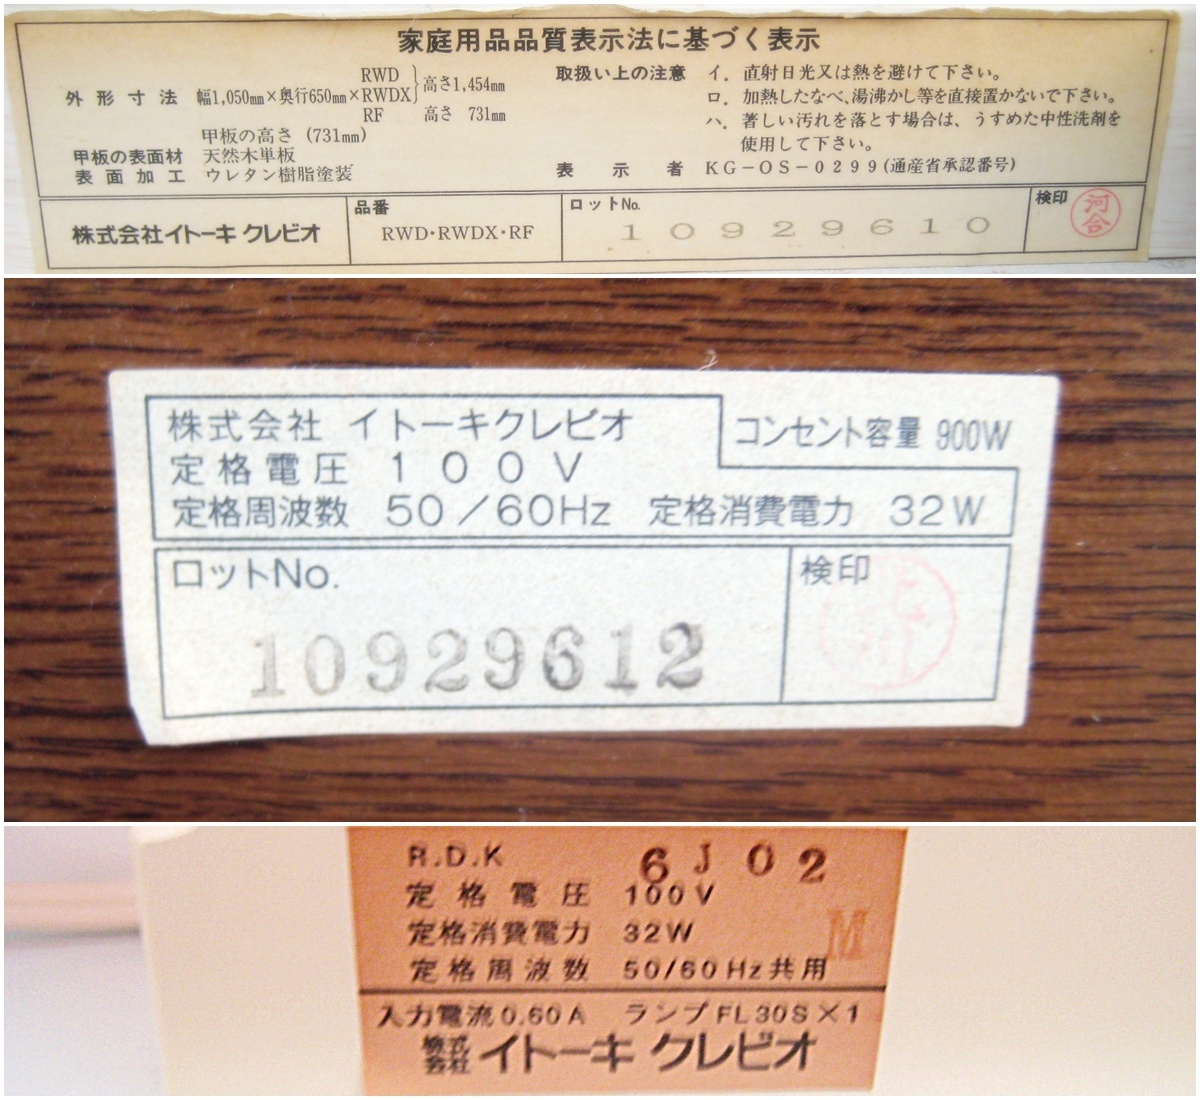 家庭用品品質表示法に基づく表示
外形寸法 幅1,050㎜×奥行650㎜×
RWD
RWDX
高さ1,454㎜
RF 高さ 731㎜
甲板の高さ (731㎜)
甲板の表面材 天然木単板
表面加工 ウレタン樹脂塗装
取扱い上の注意 イ．直射日光又は熱を避けて下さい。
ロ．加熱したなべ、湯沸かし等を直接置かないで下さい。
ハ．著しい汚れを落とす場合は、うすめた中性洗剤を
使用して下さい。
表示者 KG-OS-0299(通産省承認番号)
株式会社イトーキ クレビオ
品番
RWD・RWDX・RF
ロット№
10929610
検印
河合
株式会社 イトーキクレビオ
コンセント容量 900W
定格電圧 100V
定格周波数 50/60Hz 定格消費電力 32W
ロットNo.
10929612
検印
R.D.K 6J02
定格電圧 100V
定格消費電力 32W
M
定格周波数 50/60Hz共用
入力電流0.60A ランプFL30S×1
株式会社イトーキ クレビオ